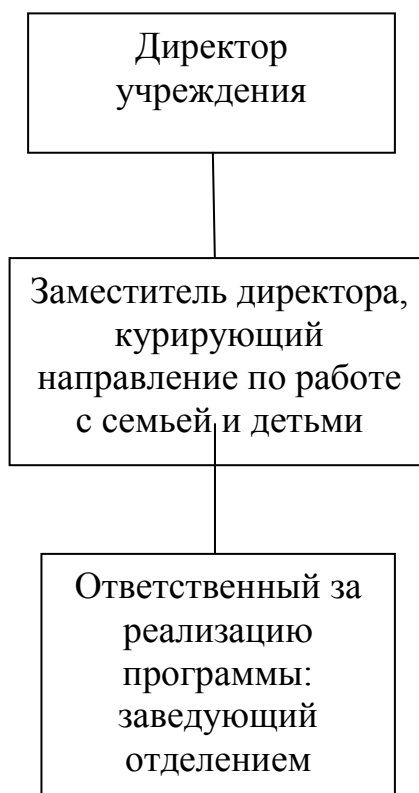 Директор
учреждения
Заместитель директора,
курирующий
направление по работе
с семьей и детьми
Ответственный за
реализацию
программы:
заведующий
отделением